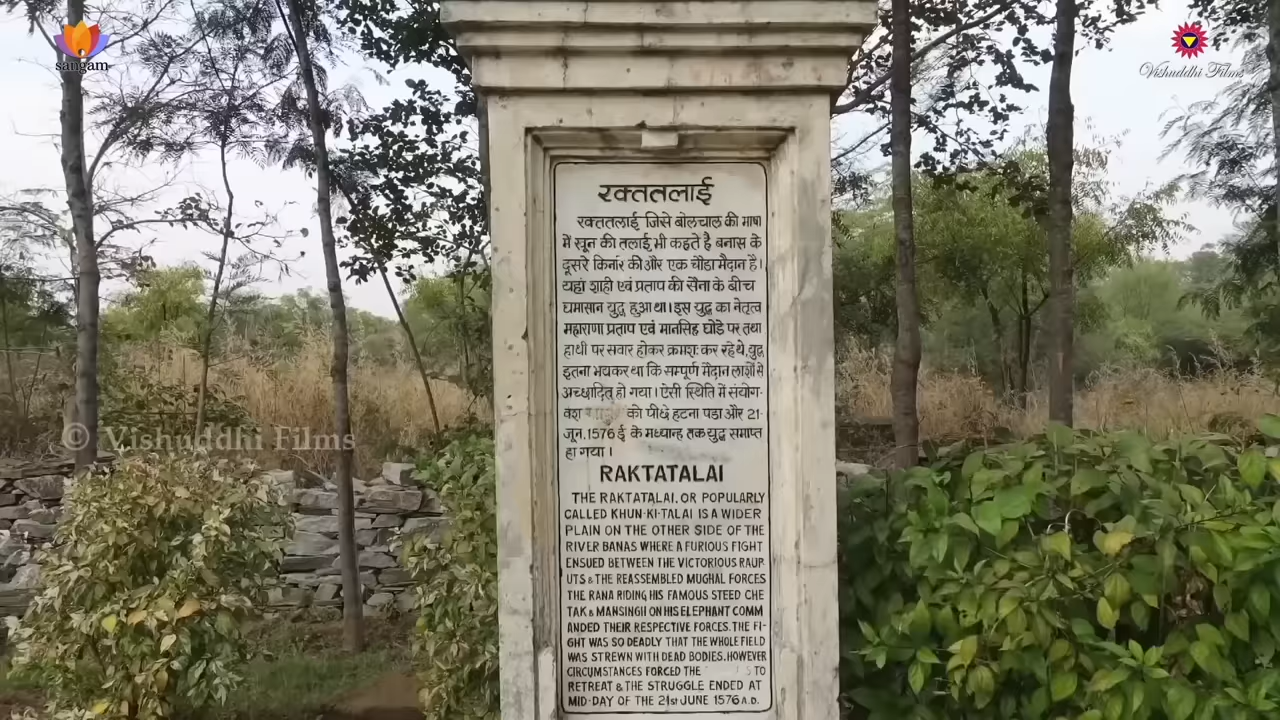 sangam
Vishuddhi Films
रक्ततलाई
रक्ततलाई जिसे बोलचाल की भाषा
में खून की तलाई भी कहते है बनास के
दूसरे किनारे की ओर एक चौडा मैदान है।
यहां शाही एवं प्रताप की सैना के बीच
घमासान युद्ध हुआ था। इस युद्ध का नेतृत्व
महाराणा प्रताप एवं मानसिंह घोडे पर तथा
हाथी पर सवार होकर क्रमशः कर रहे थे, युद्ध
इतना भयकर था कि सम्पूर्ण मैदान लाशों से
अच्छादित हो गया। ऐसी स्थिति में संयोग-
वश को पीछे हटना पडा और 21-
जून, 1576 ई के मध्यान्ह तक युद्ध समाप्त
हो गया।
RAKTATALAI
THE RAKTATALAI, OR POPULARLY
CALLED KHUN-KI-TALAI IS A WIDER
PLAIN ON THE OTHER SIDE OF THE
RIVER BANAS WHERE A FURIOUS FIGHT
ENSUED BETWEEN THE VICTORIOUS RAJP-
UTS & THE REASSEMBLED MUGHAL FORCES
THE RANA RIDING HIS FAMOUS STEED CHE
TAK & MANSINGH ON HIS ELEPHANT COMM
ANDED THEIR RESPECTIVE FORCES. THE FI-
GHT WAS SO DEADLY THAT THE WHOLE FIELD
WAS STREWN WITH DEAD BODIES. HOWEVER
CIRCUMSTANCES FORCED THE TO
RETREAT & THE STRUGGLE ENDED AT
MID-DAY OF THE 21st JUNE 1576 A.D.
© Vishuddhi Films